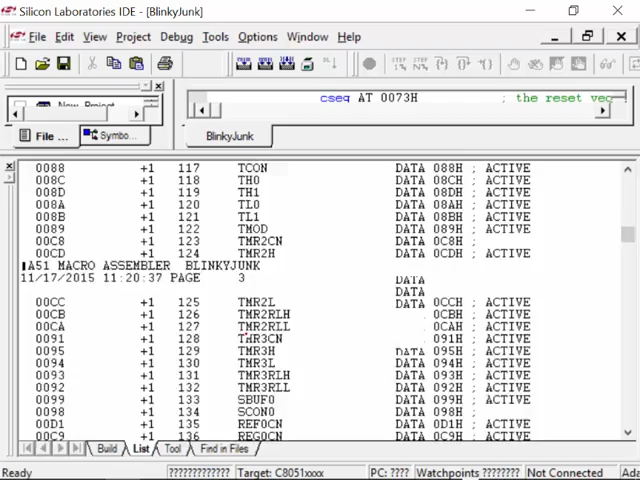 Silicon Laboratories IDE - [BlinkyJunk]
File Edit View Project Debug Tools Options Window Help
cseg AT 0073H ; the reset vec
New Project
File ... Symbo... BlinkyJunk
0088 +1 117 TCON DATA 088H ; ACTIVE
008C +1 118 TH0 DATA 08CH ; ACTIVE
008D +1 119 TH1 DATA 08DH ; ACTIVE
008A +1 120 TL0 DATA 08AH ; ACTIVE
008B +1 121 TL1 DATA 08BH ; ACTIVE
0089 +1 122 TMOD DATA 089H ; ACTIVE
00C8 +1 123 TMR2CN DATA 0C8H ;
00CD +1 124 TMR2H DATA 0CDH ; ACTIVE
A51 MACRO ASSEMBLER BLINKYJUNK
11/17/2015 11:20:37 PAGE 3 DATA
DATA
00CC +1 125 TMR2L DATA 0CCH ; ACTIVE
00CB +1 126 TMR2RLH 0CBH ; ACTIVE
00CA +1 127 TMR2RLL 0CAH ; ACTIVE
0091 +1 128 TMR3CN 091H ; ACTIVE
0095 +1 129 TMR3H DATA 095H ; ACTIVE
0094 +1 130 TMR3L DATA 094H ; ACTIVE
0093 +1 131 TMR3RLH DATA 093H ; ACTIVE
0092 +1 132 TMR3RLL DATA 092H ; ACTIVE
0099 +1 133 SBUF0 DATA 099H ; ACTIVE
0098 +1 134 SCON0 DATA 098H ;
00D1 +1 135 REF0CN DATA 0D1H ; ACTIVE
00C9 +1 136 REG0CN DATA 0C9H ; ACTIVE
Build List Tool Find in Files
Ready ????????????? Target: C8051xxxx PC: ???? Watchpoints ???????? Not Connected Ada